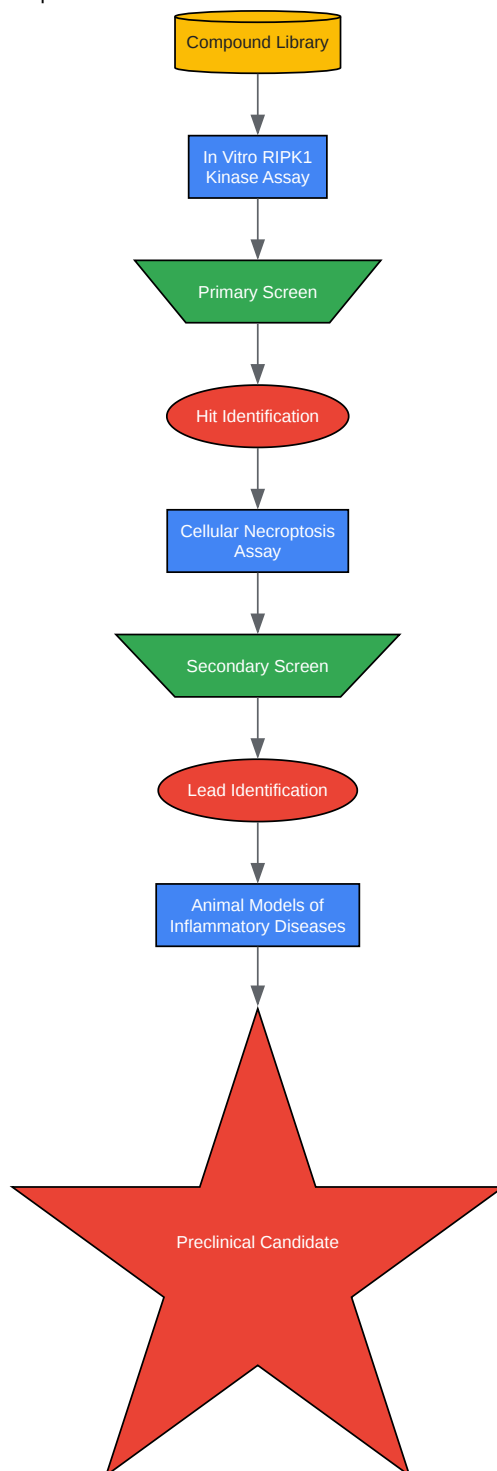 Compound Library
In Vitro RIPK1
Kinase Assay
Primary Screen
Hit Identification
Cellular Necroptosis
Assay
Secondary Screen
Lead Identification
Animal Models of
Inflammatory Diseases
Preclinical Candidate